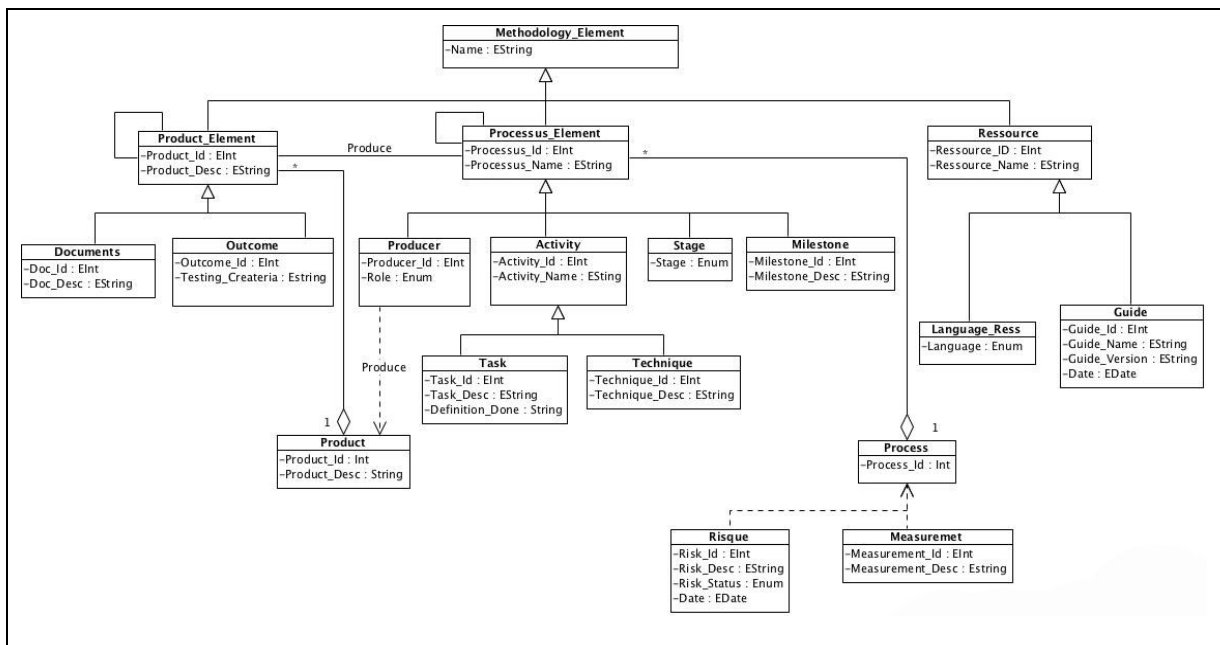 Methodology_Element
-Name : EString
Product_Element
-Product_Id : EInt
-Product_Desc : EString
*
Produce
Processus_Element
-Processus_Id : EInt
-Processus_Name : EString
*
Ressource
-Ressource_ID : EInt
-Ressource_Name : EString
Documents
-Doc_Id : EInt
-Doc_Desc : EString
Outcome
-Outcome_Id : EInt
-Testing_Createria : Estring
Producer
-Producer_Id : EInt
-Role : Enum
Activity
-Activity_Id : EInt
-Activity_Name : ESting
Stage
-Stage : Enum
Milestone
-Milestone_Id : EInt
-Milestone_Desc : EString
Language_Ress
-Language : Enum
Guide
-Guide_Id : EInt
-Guide_Name : EString
-Guide_Version : EString
-Date : EDate
Produce
Task
-Task_Id : EInt
-Task_Desc : EString
-Definition_Done : String
Technique
-Technique_Id : EInt
-Technique_Desc : EString
1
Product
-Product_Id : Int
-Product_Desc : String
1
Process
-Process_Id : Int
Risque
-Risk_Id : EInt
-Risk_Desc : EString
-Risk_Status : Enum
-Date : EDate
Measuremet
-Measurement_Id : EInt
-Measurement_Desc : Estring